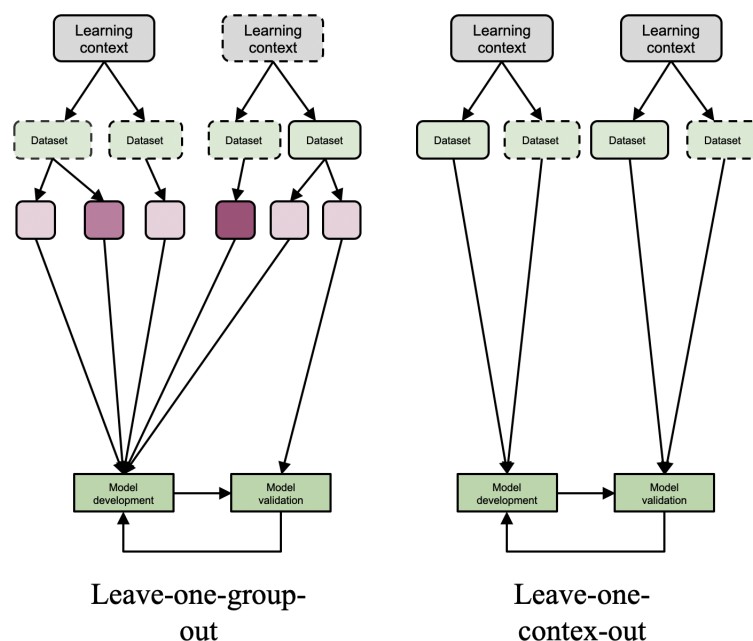 Learning
context
Learning
context
Dataset
Dataset
Dataset
Dataset
Model
development
Model
validation
Leave-one-group-
out
Learning
context
Learning
context
Dataset
Dataset
Dataset
Dataset
Model
development
Model
validation
Leave-one-
contex-out